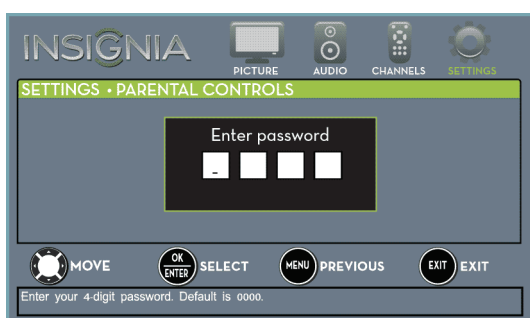 INSIGNIA
PICTURE AUDIO CHANNELS SETTINGS
SETTINGS • PARENTAL CONTROLS
Enter password
-
MOVE OK ENTER SELECT MENU PREVIOUS EXIT EXIT
Enter your 4-digit password. Default is 0000.